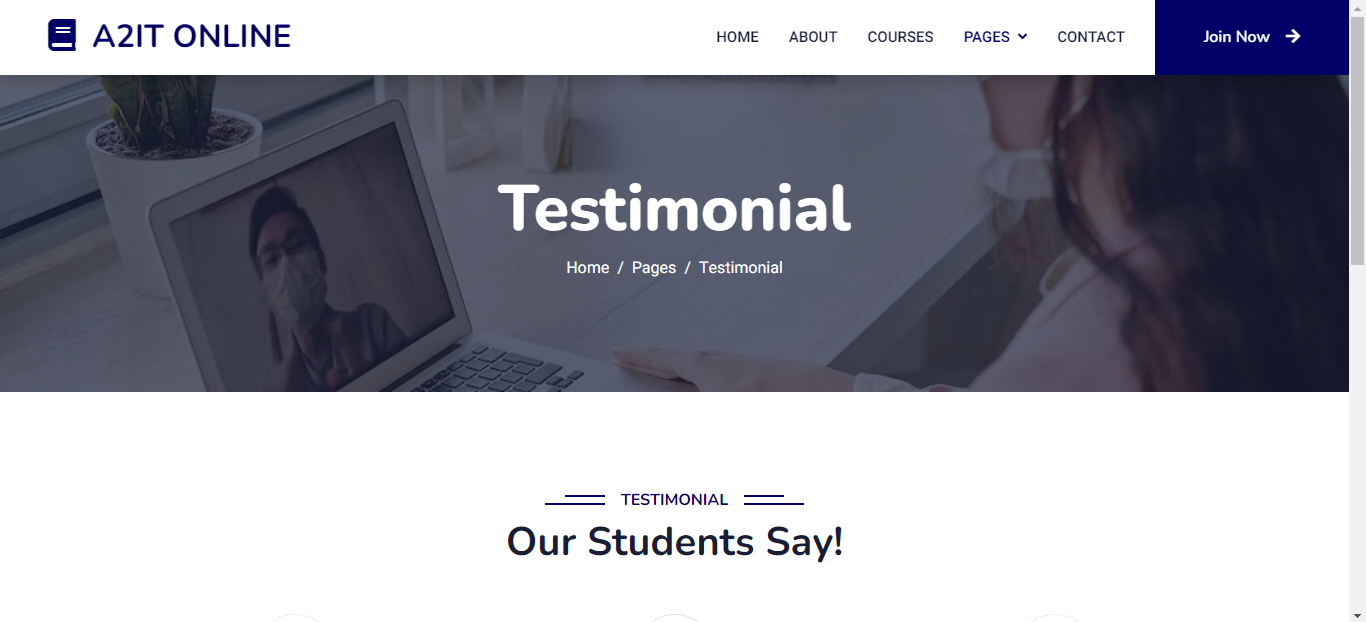 A2IT ONLINE
HOME
ABOUT
COURSES
PAGES
CONTACT
Join Now
Testimonial
Home / Pages / Testimonial
TESTIMONIAL
Our Students Say!